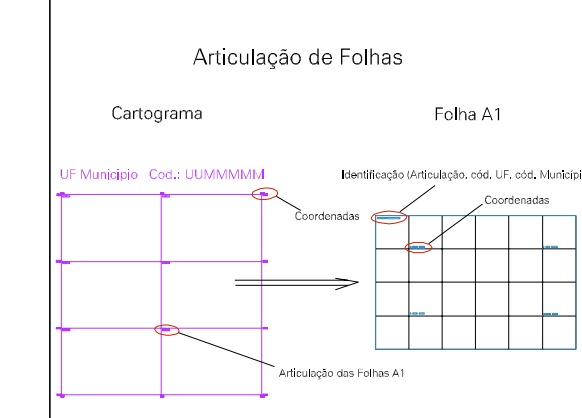 Articulação de Folhas
Cartograma
Folha A1
UF Município Cod.: UUMMMMM
Identificação (Articulação, cód. UF, cód.
Coordenadas
Coordenadas
Articulação das Folhas A1